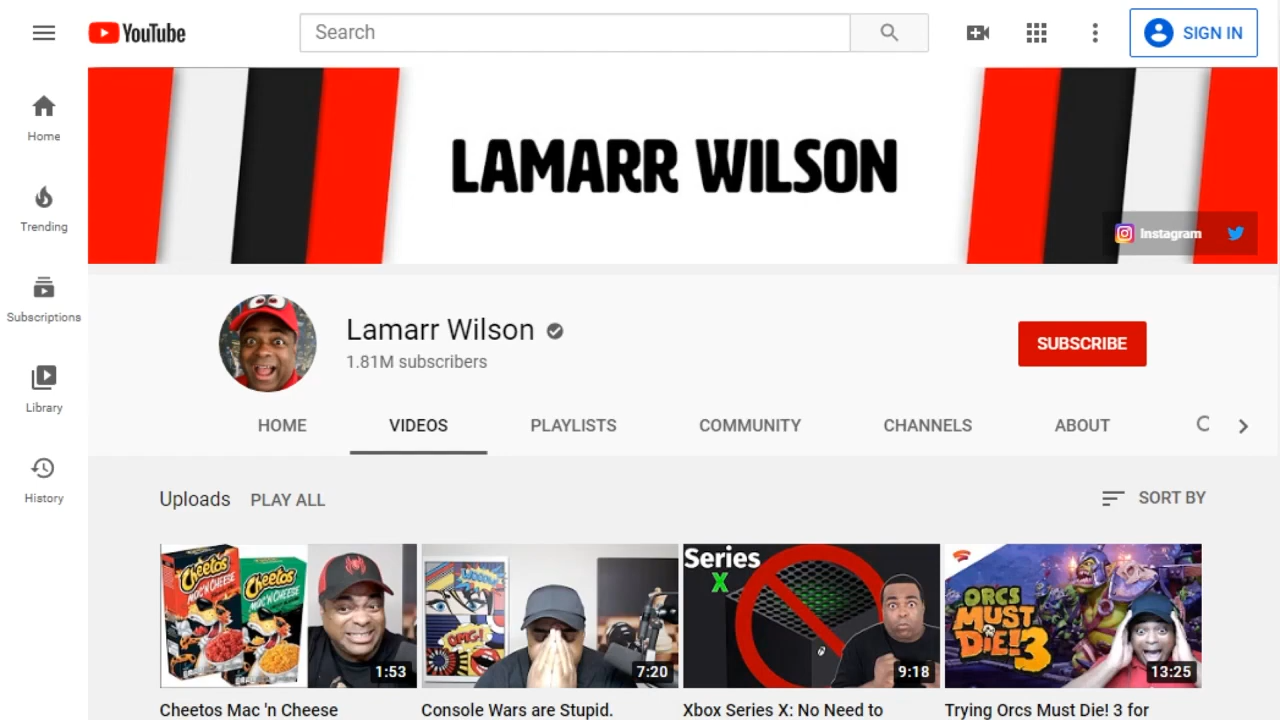 YouTube
Search
SIGN IN
Home
Trending
Subscriptions
Library
History
LAMARR WILSON
Instagram
Lamarr Wilson
1.81M subscribers
SUBSCRIBE
HOME VIDEOS PLAYLISTS COMMUNITY CHANNELS ABOUT
Uploads PLAY ALL
SORT BY
Cheetos
MAC 'N CHEESE
Cheetos
MAC 'N CHEESE
1:53
OMG!
7:20
Series
X
9:18
ORCS
MUST
DIE!3
13:25
Cheetos Mac 'n Cheese
Console Wars are Stupid.
Xbox Series X: No Need to
Trying Orcs Must Die! 3 for